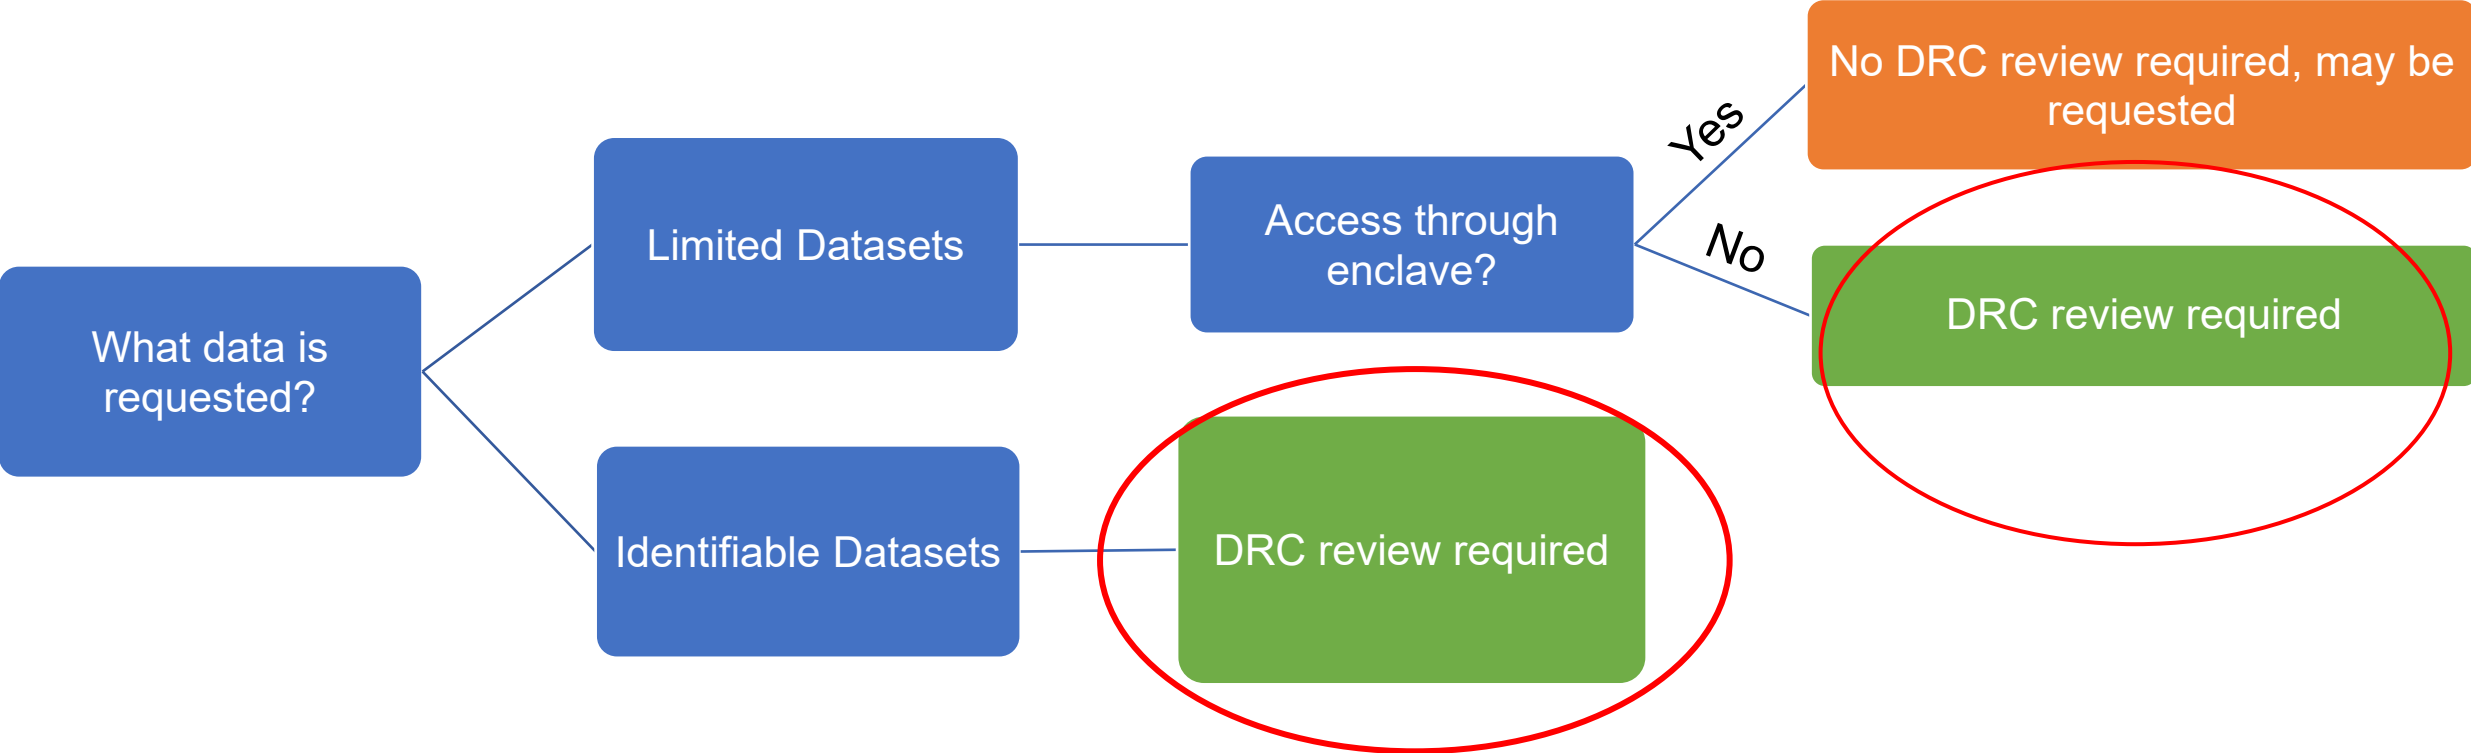 What data is
requested?
Limited Datasets
Access through
enclave?
Yes
No DRC review required, may be
requested
No
DRC review required
Identifiable Datasets
DRC review required